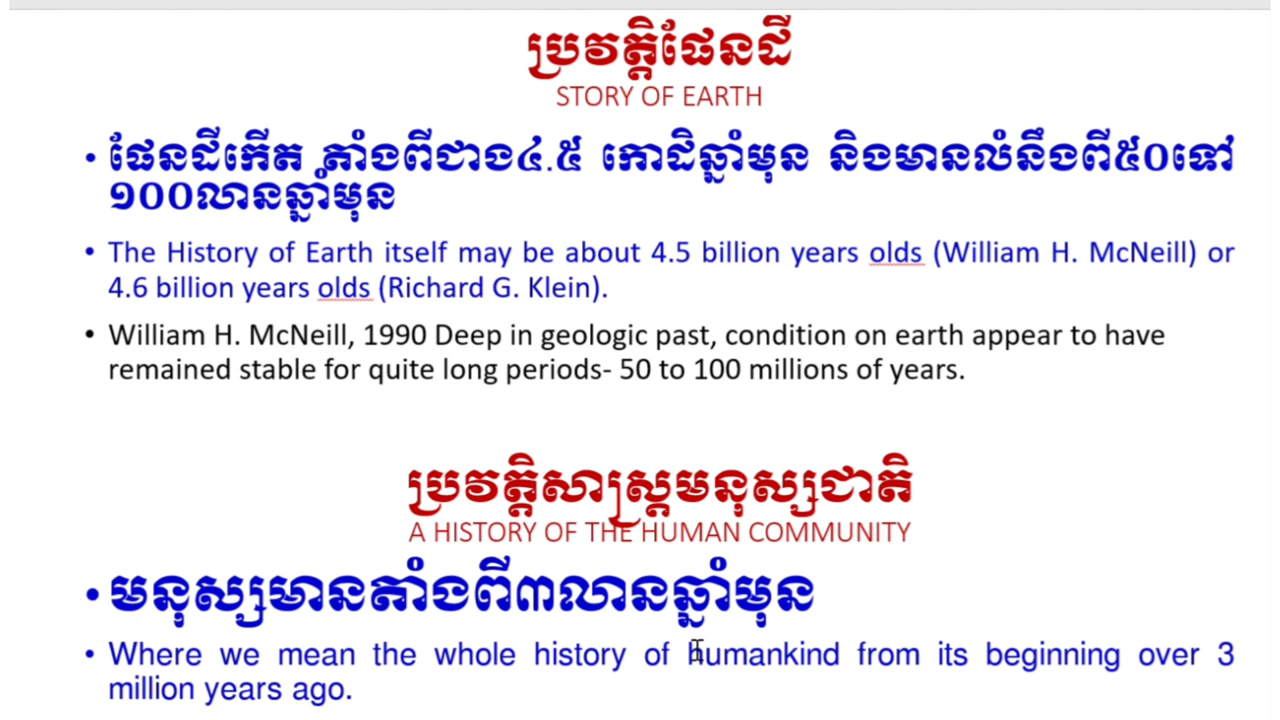 ប្រវត្តិផែនដី
STORY OF EARTH
• ផែនដីកើត តាំងពីជាង៤.៥ កោដិឆ្នាំមុន និងមានលំនឹងពី៥០ទៅ
១០០លានឆ្នាំមុន
• The History of Earth itself may be about 4.5 billion years olds (William H. McNeill) or
4.6 billion years olds (Richard G. Klein).
• William H. McNeill, 1990 Deep in geologic past, condition on earth appear to have
remained stable for quite long periods- 50 to 100 millions of years.
ប្រវត្តិសាស្ត្រមនុស្សជាតិ
A HISTORY OF THE HUMAN COMMUNITY
• មនុស្សមានតាំងពី៣លានឆ្នាំមុន
• Where we mean the whole history of humankind from its beginning over 3
million years ago.